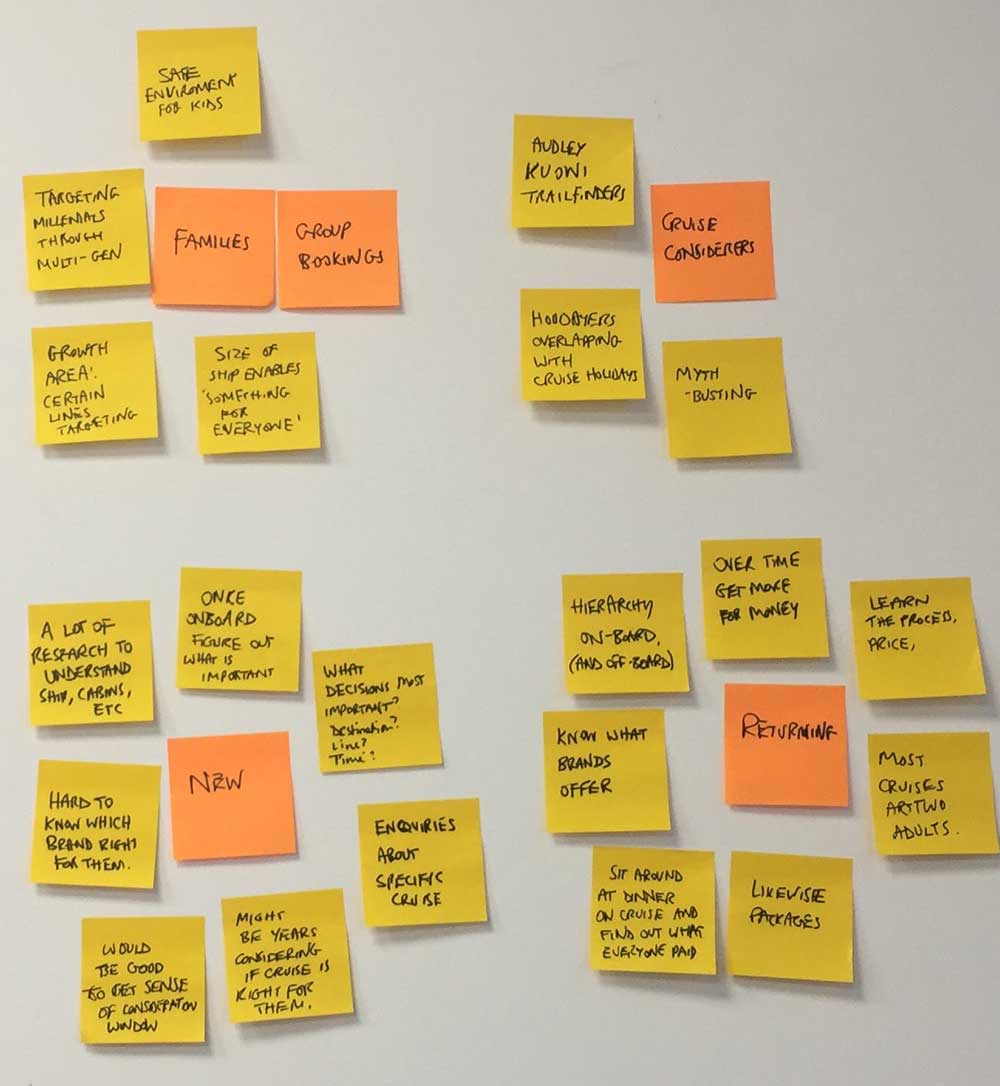 SAFE
ENVIROMENT
FOR KIDS
TARGETING
MILLENIALS
THROUGH
MULTI-GEN
FAMILIES
GROUP
BOOKINGS
GROWTH
AREA'.
CERTAIN
LINES
TARGETING
SIZE OF
SHIP ENABLES
'SOMETHING
FOR
EVERYONE'
AUDLEY
KUONI
TRAILFINDERS
CRUISE
CONSIDERERS
OVERLAPPING
WITH
CRUISE HOLIDAYS
MYTH
-BUSTING
A LOT OF
RESEARCH TO
UNDERSTAND
SHIP, CABINS,
ETC
ONCE
ONBOARD
FIGURE OUT
WHAT IS
IMPORTANT
WHAT
DECISIONS MOST
IMPORTANT?
Destination?
Line?
Time?
NEW
HARD TO
KNOW WHICH
BRAND RIGHT
FOR THEM.
ENQUIRIES
ABOUT
SPECIFIC
CRUISE
WOULD
BE GOOD
TO GET SENSE
OF CONSIDERATION
WINDOW
MIGHT
BE YEARS
CONSIDERING
IF CRUISE IS
RIGHT FOR
THEM.
HIERARCHY
ON-BOARD,
(AND OFF-BOARD)
OVER TIME
GET MORE
FOR MONEY
LEARN
THE PROCESS,
PRICE,
KNOW WHAT
BRANDS
OFFER
RETURNING
MOST
CRUISES
TWO
ADULTS.
SIT AROUND
AT DINNER
ON CRUISE AND
FIND OUT WHAT
EVERYONE PAID
LIKEWISE
PACKAGES